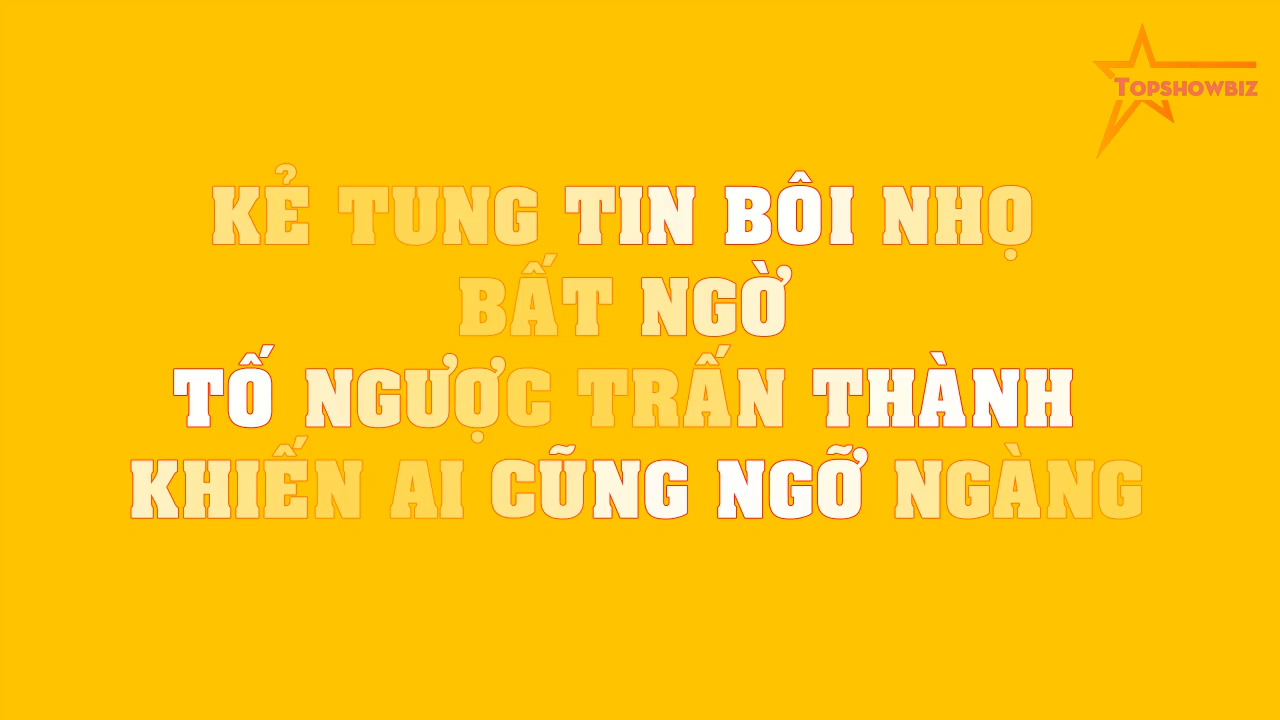 TOPSHOWBIZ
KẺ TUNG TIN BÔI NHỌ
BẤT NGỜ
TỐ NGƯỢC TRẤN THÀNH
KHIẾN AI CŨNG NGỠ NGÀNG